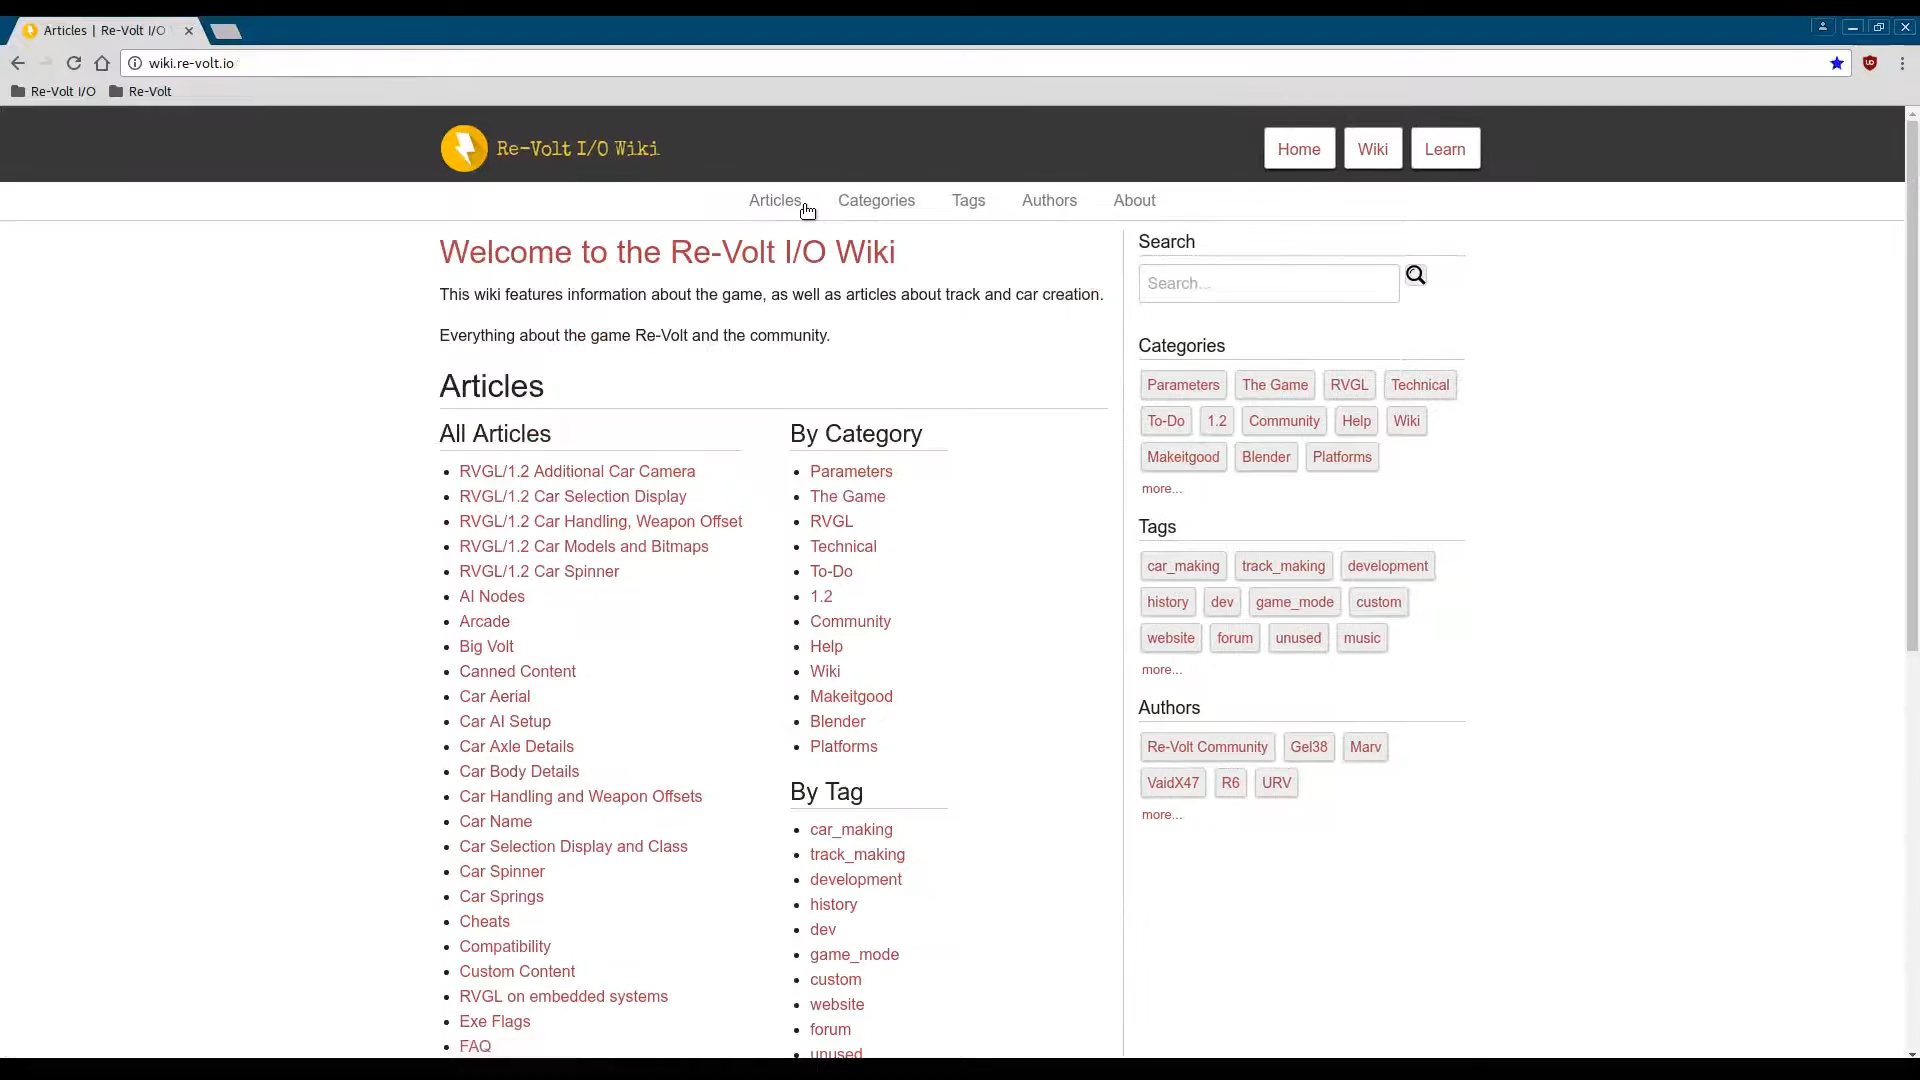 Articles | Re-Volt I/O
wiki.re-volt.io
Re-Volt I/O Re-Volt
Re-Volt I/O Wiki
Home Wiki Learn
Articles Categories Tags Authors About
Welcome to the Re-Volt I/O Wiki
This wiki features information about the game, as well as articles about track and car creation.
Everything about the game Re-Volt and the community.
Articles
All Articles
RVGL/1.2 Additional Car Camera
RVGL/1.2 Car Selection Display
RVGL/1.2 Car Handling, Weapon Offset
RVGL/1.2 Car Models and Bitmaps
RVGL/1.2 Car Spinner
AI Nodes
Arcade
Big Volt
Canned Content
Car Aerial
Car AI Setup
Car Axle Details
Car Body Details
Car Handling and Weapon Offsets
Car Name
Car Selection Display and Class
Car Spinner
Car Springs
Cheats
Compatibility
Custom Content
RVGL on embedded systems
Exe Flags
FAQ
By Category
Parameters
The Game
RVGL
Technical
To-Do
1.2
Community
Help
Wiki
Makeitgood
Blender
Platforms
By Tag
car_making
track_making
development
history
dev
game_mode
custom
website
forum
unused
Search
Search...
Categories
Parameters The Game RVGL Technical
To-Do 1.2 Community Help Wiki
Makeitgood Blender Platforms
more...
Tags
car_making track_making development
history dev game_mode custom
website forum unused music
more...
Authors
Re-Volt Community Gel38 Marv
VaidX47 R6 URV
more...